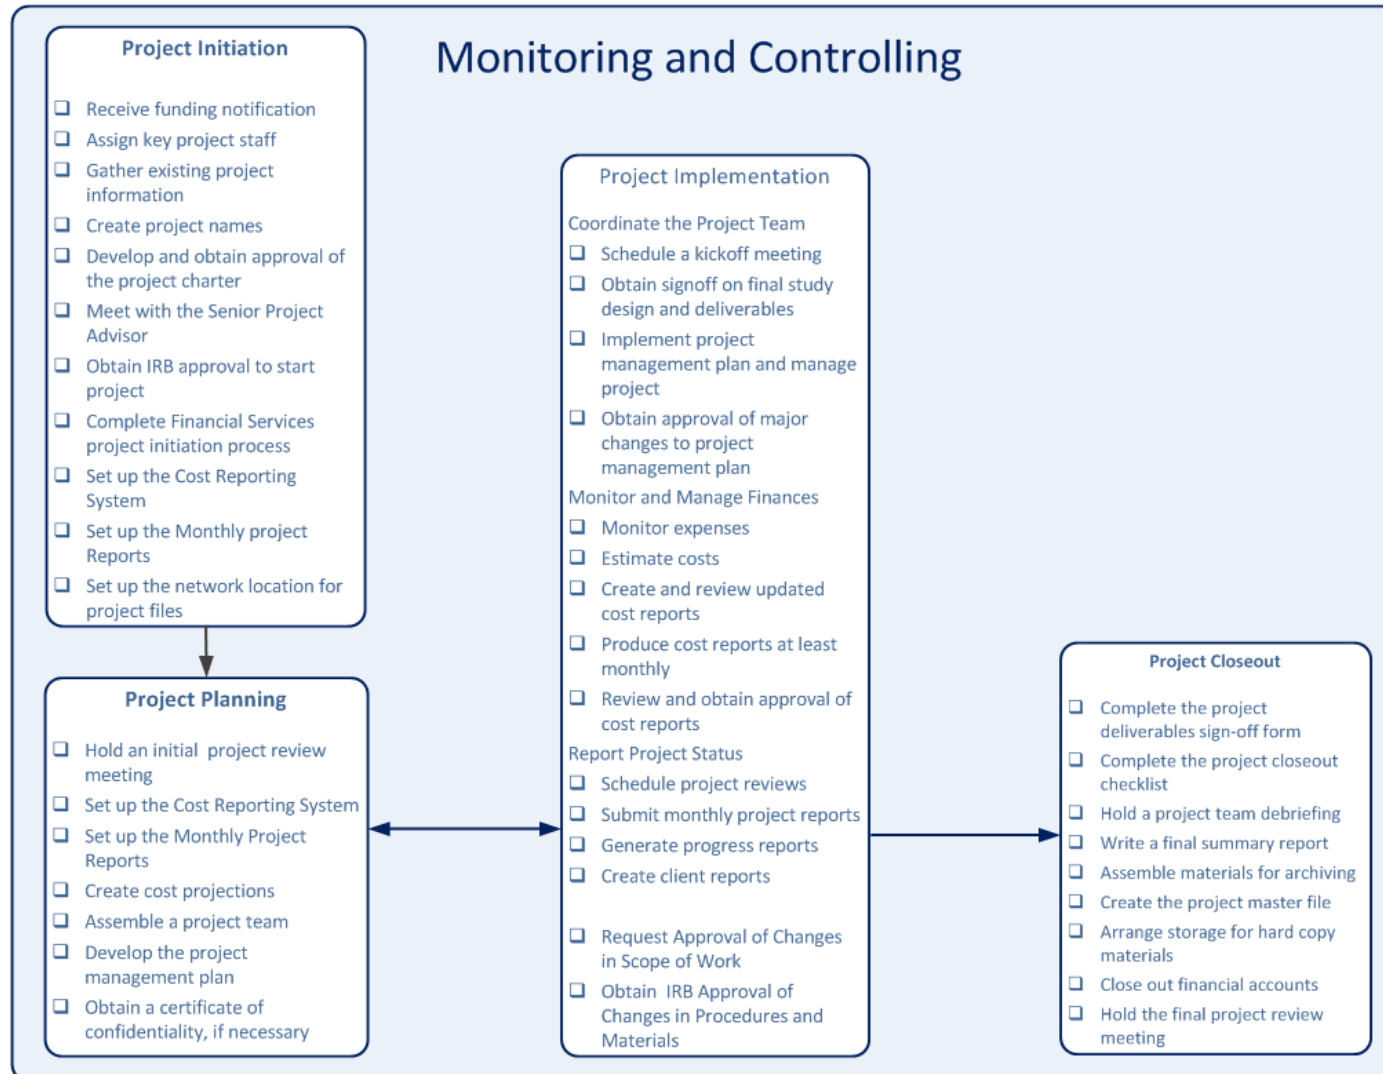 Monitoring and Controlling
Project Initiation
Receive funding notification
Assign key project staff
Gather existing project
information
Create project names
Develop and obtain approval of
the project charter
Meet with the Senior Project
Advisor
Obtain IRB approval to start
project
Complete Financial Services
project initiation process
Set up the Cost Reporting
System
Set up the Monthly project
Reports
Set up the network location for
project files
Project Planning
Hold an initial project review
meeting
Set up the Cost Reporting System
Set up the Monthly Project
Reports
Create cost projections
Assemble a project team
Develop the project
management plan
Obtain a certificate of
confidentiality, if necessary
Project Implementation
Coordinate the Project Team
Schedule a kickoff meeting
Obtain signoff on final study
design and deliverables
Implement project
management plan and manage
project
Obtain approval of major
changes to project
management plan
Monitor and Manage Finances
Monitor expenses
Estimate costs
Create and review updated
cost reports
Produce cost reports at least
monthly
Review and obtain approval of
cost reports
Report Project Status
Schedule project reviews
Submit monthly project reports
Generate progress reports
Create client reports
Request Approval of Changes
in Scope of Work
Obtain IRB Approval of
Changes in Procedures and
Materials
Project Closeout
Complete the project
deliverables sign-off form
Complete the project closeout
checklist
Hold a project team debriefing
Write a final summary report
Assemble materials for archiving
Create the project master file
Arrange storage for hard copy
materials
Close out financial accounts
Hold the final project review
meeting